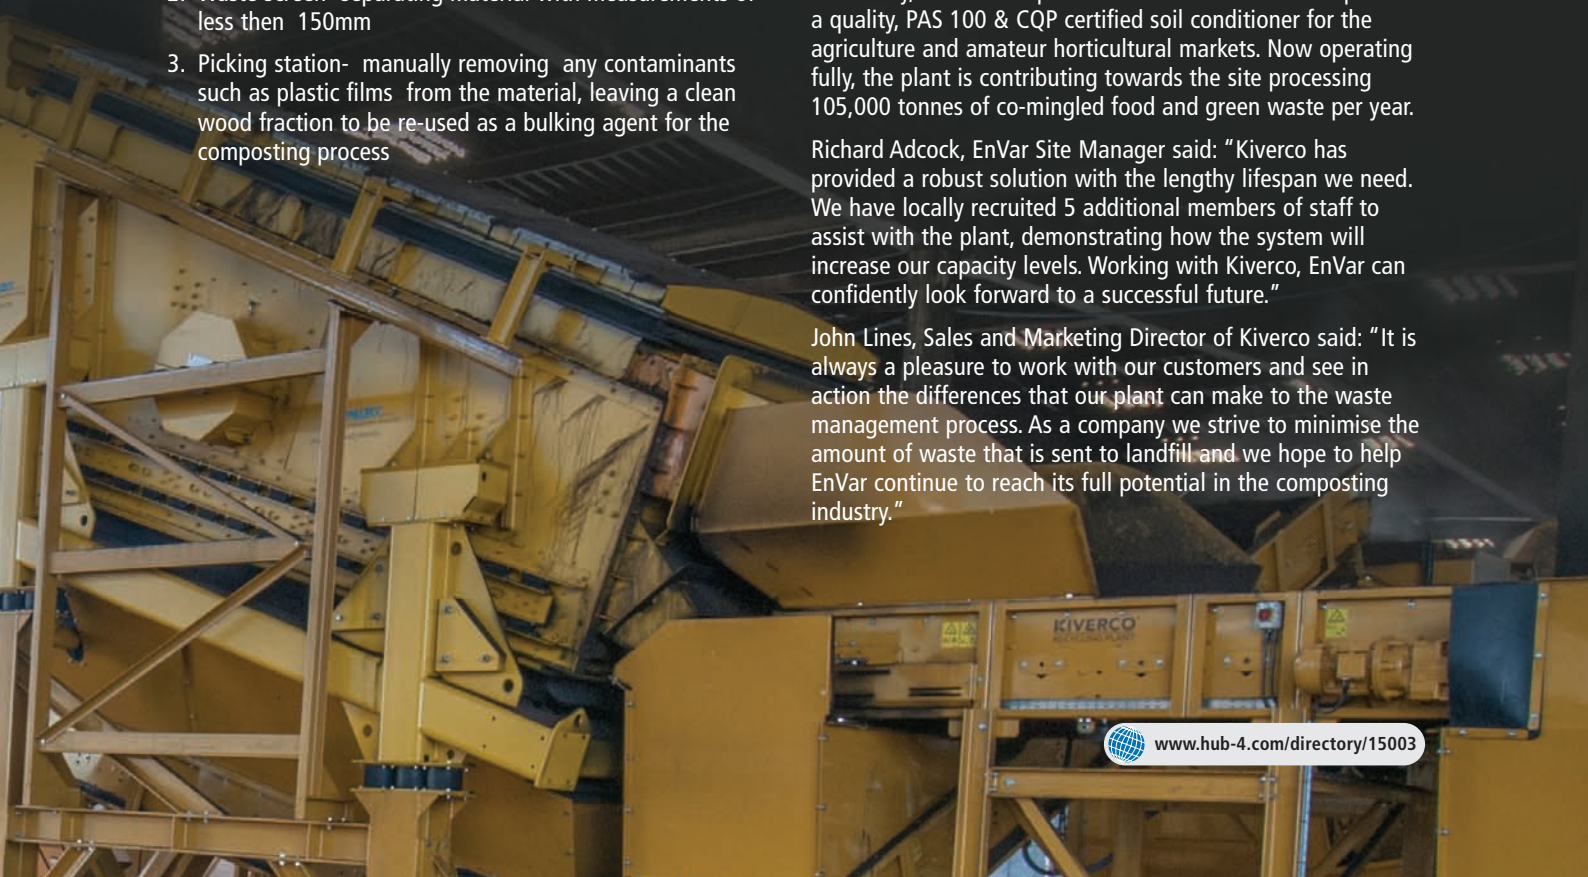 less then 150mm
3. Picking station- manually removing any contaminants
such as plastic films from the material, leaving a clean
wood fraction to be re-used as a bulking agent for the
composting process
a quality, PAS 100 & CQP certified soil conditioner for the
agriculture and amateur horticultural markets. Now operating
fully, the plant is contributing towards the site processing
105,000 tonnes of co-mingled food and green waste per year.
Richard Adcock, EnVar Site Manager said: “Kiverco has
provided a robust solution with the lengthy lifespan we need.
We have locally recruited 5 additional members of staff to
assist with the plant, demonstrating how the system will
increase our capacity levels. Working with Kiverco, EnVar can
confidently look forward to a successful future.”
John Lines, Sales and Marketing Director of Kiverco said: “It is
always a pleasure to work with our customers and see in
action the differences that our plant can make to the waste
management process. As a company we strive to minimise the
amount of waste that is sent to landfill and we hope to help
EnVar continue to reach its full potential in the composting
industry.”
KIVERCO
RECYCLING PLANT
www.hub-4.com/directory/15003